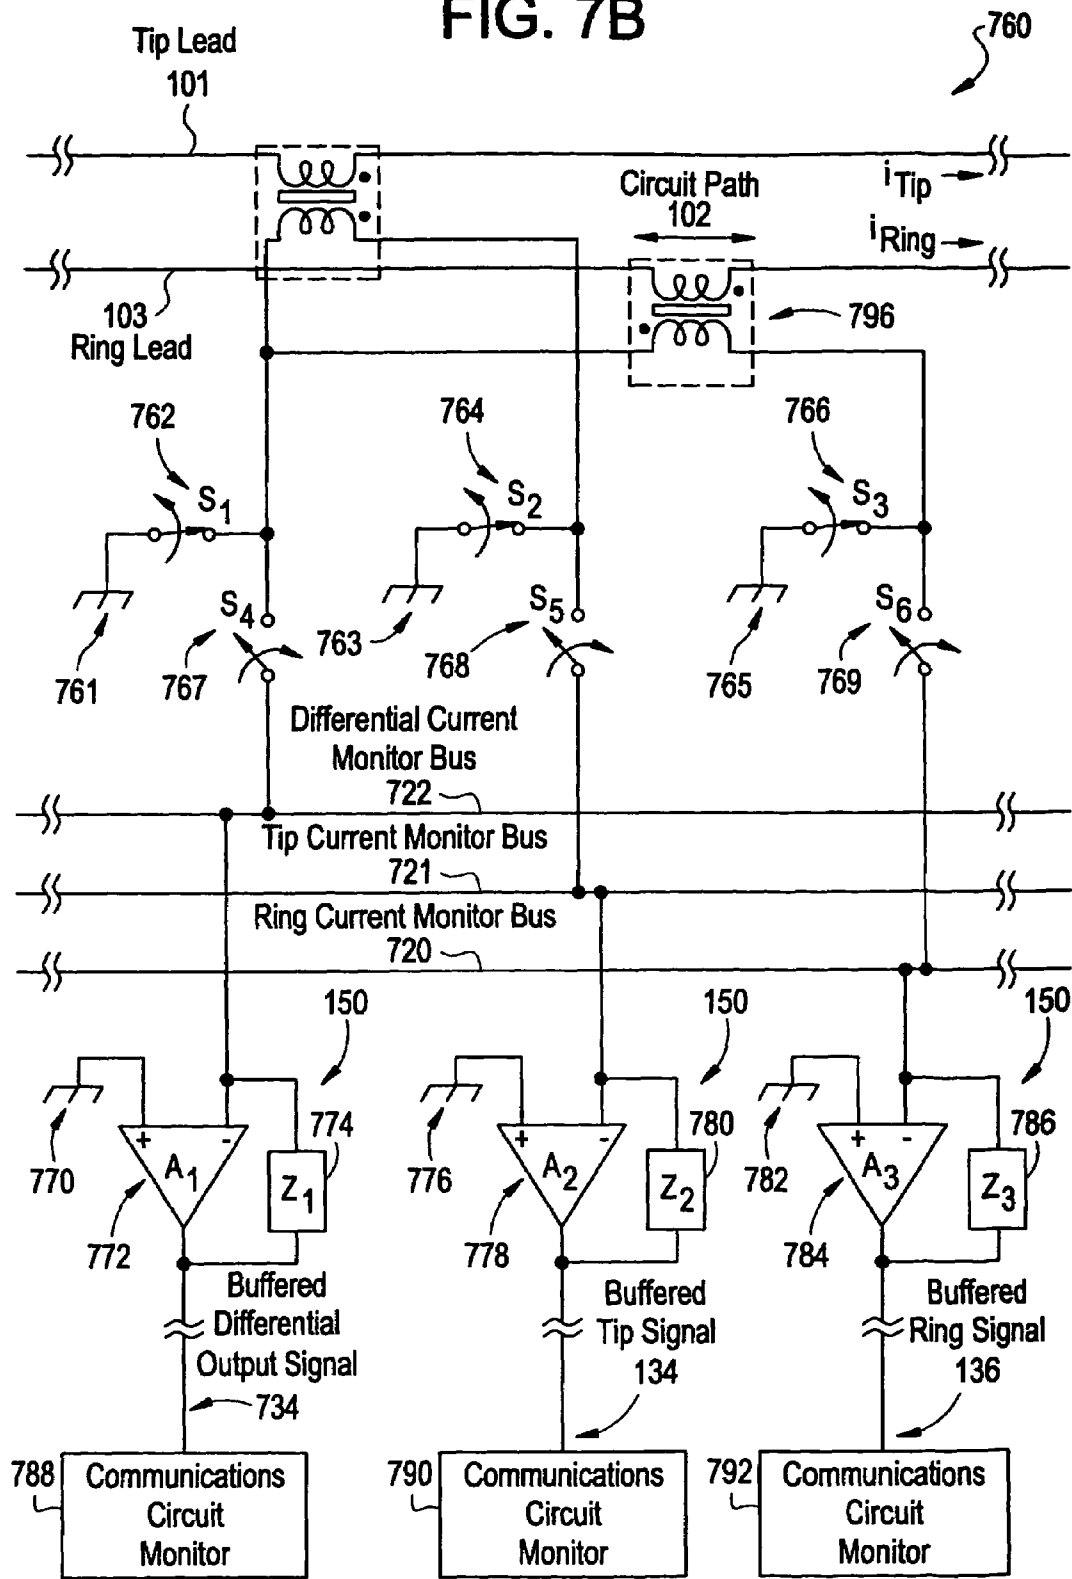 FIG. 7B
760
Tip Lead
101
i Tip
Circuit Path
102
i Ring
103
Ring Lead
796
762
764
766
S1
S2
S3
S4
S5
S6
761
767
763
768
765
769
Differential Current
Monitor Bus
722
Tip Current Monitor Bus
721
Ring Current Monitor Bus
720
150
150
150
770
+
-
A1
774
Z1
772
776
+
-
A2
780
Z2
778
782
+
-
A3
786
Z3
784
Buffered
Differential
Output Signal
734
Buffered
Tip Signal
134
Buffered
Ring Signal
136
788
Communications
Circuit
Monitor
790
Communications
Circuit
Monitor
792
Communications
Circuit
Monitor